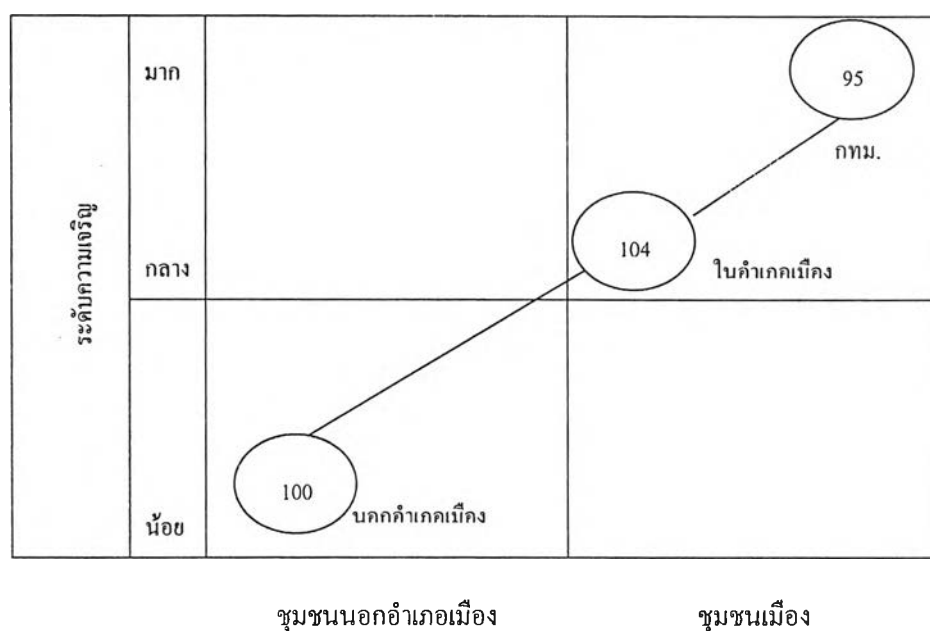 มาก
95
กทม.
ระดับความเจริญ
กลาง
104
ในอำเภอเมือง
100
นอกอำเภอเมือง
น้อย
ชุมชนนอกอำเภอเมือง ชุมชนเมือง